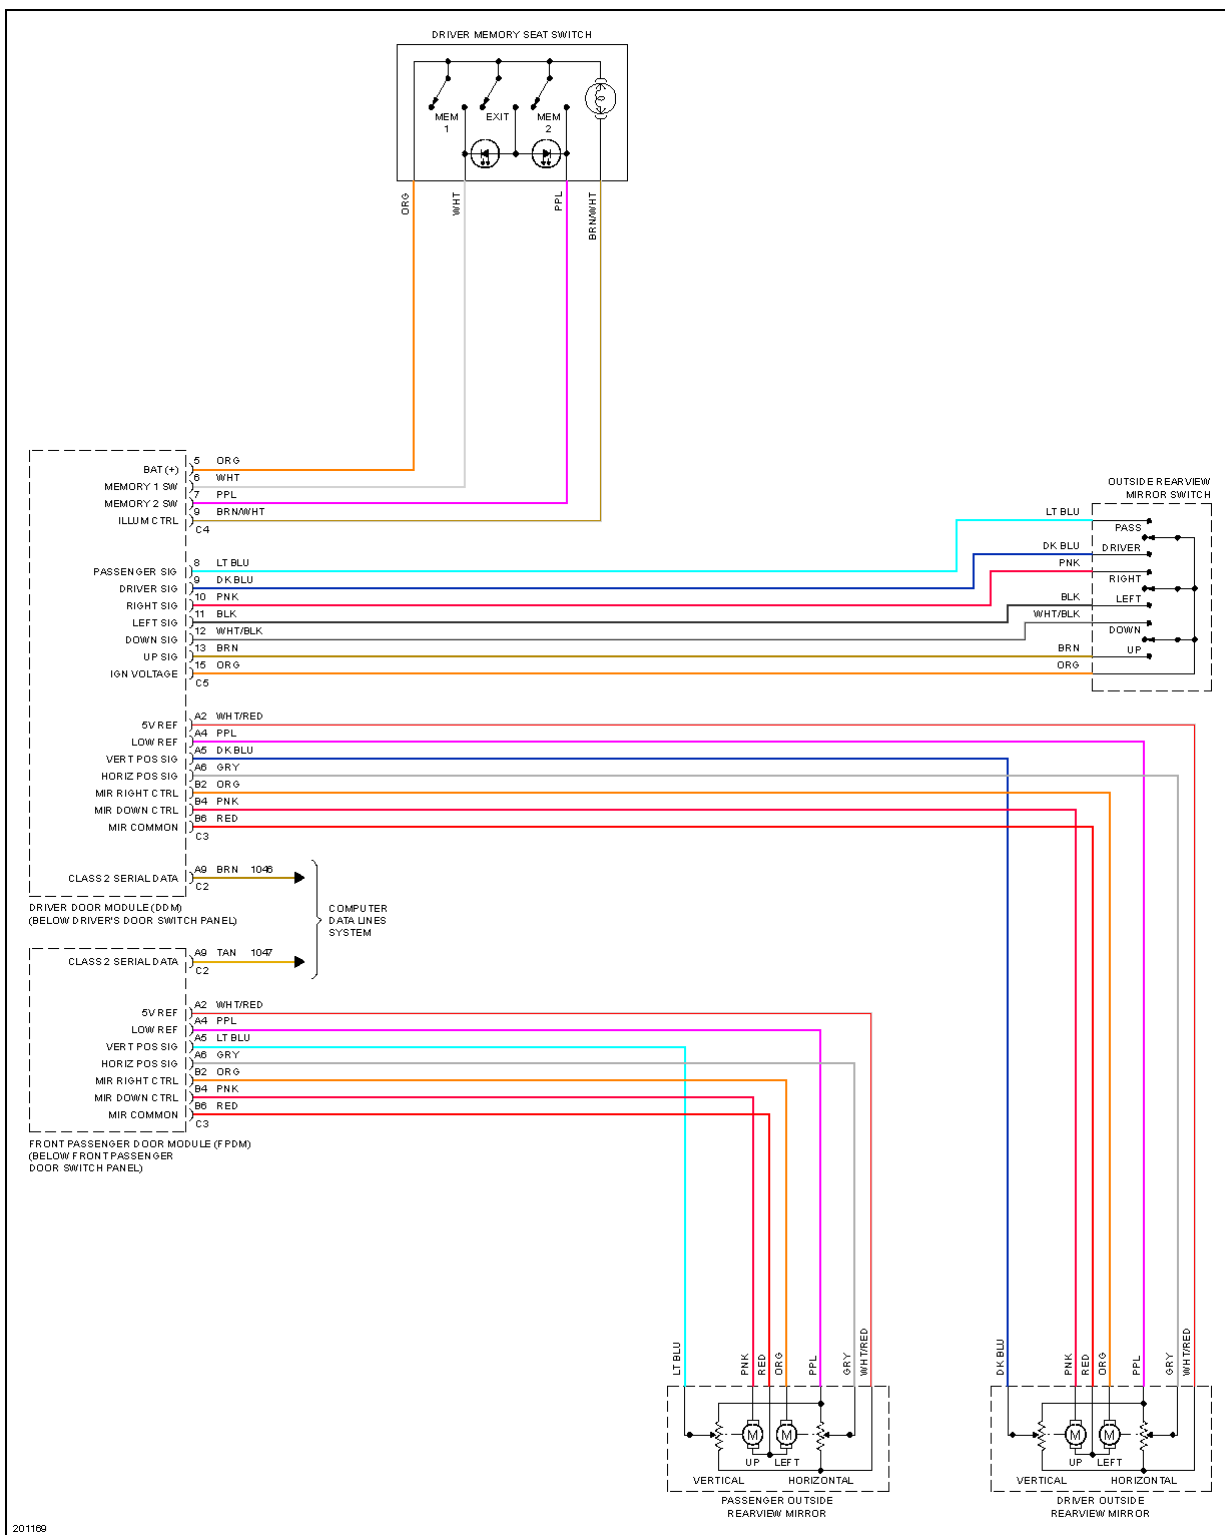 DRIVER MEMORY SEAT SWITCH
MEM 1
EXIT
MEM 2
ORG
WHT
PPL
BRN/WHT
BAT (+) 5 ORG
MEMORY 1 SW 6 WHT
MEMORY 2 SW 7 PPL
ILLUM CTRL 9 BRN/WHT
C4
PASSENGER SIG 8 LT BLU
DRIVER SIG 9 DK BLU
RIGHT SIG 10 PNK
LEFT SIG 11 BLK
DOWN SIG 12 WHT/BLK
UP SIG 13 BRN
IGN VOLTAGE 15 ORG
C5
OUTSIDE REARVIEW
MIRROR SWITCH
LT BLU PASS
DK BLU DRIVER
PNK RIGHT
BLK LEFT
WHT/BLK DOWN
BRN UP
ORG
5V REF A2 WHT/RED
LOW REF A4 PPL
VERT POS SIG A5 DK BLU
HORIZ POS SIG A6 GRY
MIR RIGHT CTRL B2 ORG
MIR DOWN CTRL B4 PNK
MIR COMMON B6 RED
C3
CLASS 2 SERIAL DATA A9 BRN 1046
C2
DRIVER DOOR MODULE (DDM)
(BELOW DRIVER'S DOOR SWITCH PANEL)
COMPUTER
DATA LINES
SYSTEM
CLASS 2 SERIAL DATA A9 TAN 1047
C2
5V REF A2 WHT/RED
LOW REF A4 PPL
VERT POS SIG A5 LT BLU
HORIZ POS SIG A6 GRY
MIR RIGHT CTRL B2 ORG
MIR DOWN CTRL B4 PNK
MIR COMMON B6 RED
C3
FRONT PASSENGER DOOR MODULE (FPDM)
(BELOW FRONT PASSENGER
DOOR SWITCH PANEL)
LT BLU
PNK
RED
ORG
PPL
GRY
WHT/RED
M
M
UP
LEFT
VERTICAL
HORIZONTAL
PASSENGER OUTSIDE
REARVIEW MIRROR
DK BLU
PNK
RED
ORG
PPL
GRY
WHT/RED
M
M
UP
LEFT
VERTICAL
HORIZONTAL
DRIVER OUTSIDE
REARVIEW MIRROR
201169